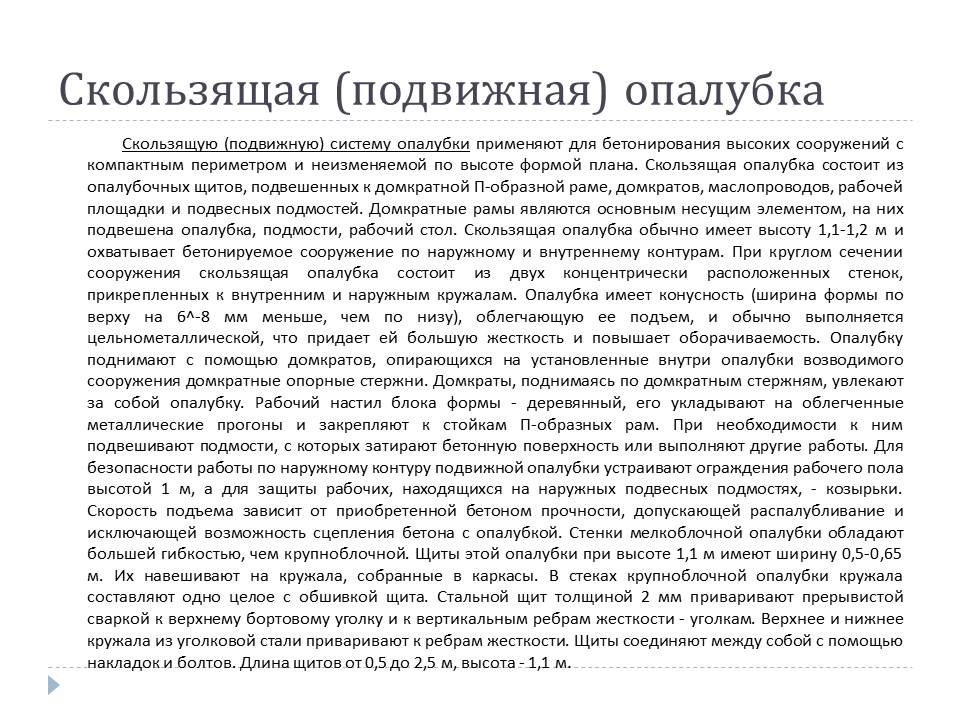 Скользящая (подвижная) опалубка
Скользящую (подвижную) систему опалубки применяют для бетонирования высоких сооружений с
компактным периметром и неизменяемой по высоте формой плана. Скользящая опалубка состоит из
опалубочных щитов, подвешенных к домкратной П-образной раме, домкратов, маслопроводов, рабочей
площадки и подвесных подмостей. Домкратные рамы являются основным несущим элементом, на них
подвешена опалубка, подмости, рабочий стол. Скользящая опалубка обычно имеет высоту 1,1-1,2 м и
охватывает бетонируемое сооружение по наружному и внутреннему контурам. При круглом сечении
сооружения скользящая опалубка состоит из двух концентрически расположенных стенок,
прикрепленных к внутренним и наружным кружалам. Опалубка имеет конусность (ширина формы по
верху на 6^-8 мм меньше, чем по низу), облегчающую ее подъем, и обычно выполняется
цельнометаллической, что придает ей большую жесткость и повышает оборачиваемость. Опалубку
поднимают с помощью домкратов, опирающихся на установленные внутри опалубки возводимого
сооружения домкратные опорные стержни. Домкраты, поднимаясь по домкратным стержням, увлекают
за собой опалубку. Рабочий настил блока формы - деревянный, его укладывают на облегченные
металлические прогоны и закрепляют к стойкам П-образных рам. При необходимости к ним
подвешивают подмости, с которых затирают бетонную поверхность или выполняют другие работы. Для
безопасности работы по наружному контуру подвижной опалубки устраивают ограждения рабочего пола
высотой 1 м, а для защиты рабочих, находящихся на наружных подвесных подмостях, - козырьки.
Скорость подъема зависит от приобретенной бетоном прочности, допускающей распалубливание и
исключающей возможность сцепления бетона с опалубкой. Стенки мелкоблочной опалубки обладают
большей гибкостью, чем крупноблочной. Щиты этой опалубки при высоте 1,1 м имеют ширину 0,5-0,65
м. Их навешивают на кружала, собранные в каркасы. В стеках крупноблочной опалубки кружала
составляют одно целое с обшивкой щита. Стальной щит толщиной 2 мм приваривают прерывистой
сваркой к верхнему бортовому уголку и к вертикальным ребрам жесткости - уголкам. Верхнее и нижнее
кружала из уголковой стали приваривают к ребрам жесткости. Щиты соединяют между собой с помощью
накладок и болтов. Длина щитов от 0,5 до 2,5 м, высота - 1,1 м.